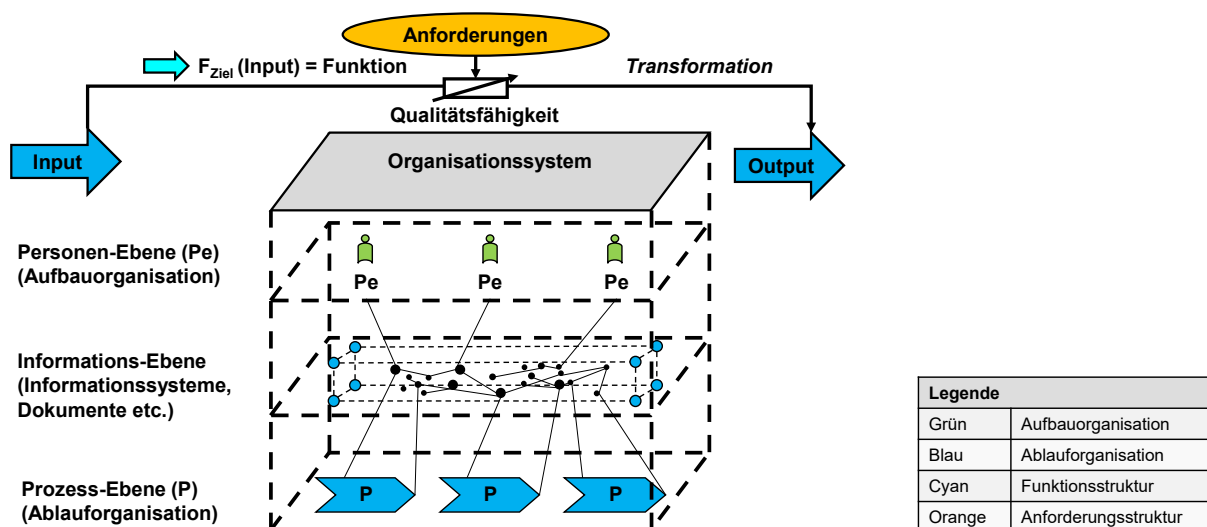 Anforderungen
F_Ziel (Input) = Funktion
Transformation
Qualitätsfähigkeit
Input
Organisationssystem
Output
Personen-Ebene (Pe)
(Aufbauorganisation)
Pe Pe Pe
Informations-Ebene
(Informationssysteme,
Dokumente etc.)
Prozess-Ebene (P)
(Ablauforganisation)
P P P
Legende
Grün Aufbauorganisation
Blau Ablauforganisation
Cyan Funktionsstruktur
Orange Anforderungsstruktur